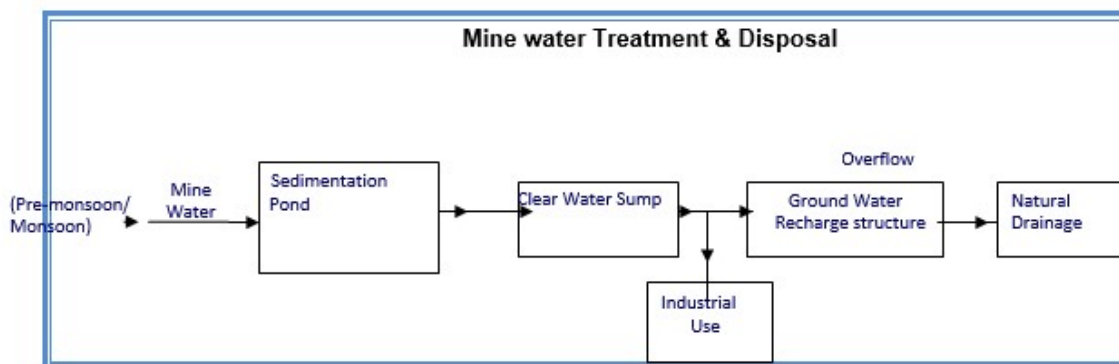 Mine water Treatment & Disposal
(Pre-monsoon/
Monsoon)
Mine
Water
Sedimentation
Pond
Clear Water Sump
Industrial
Use
Overflow
Ground Water
Recharge structure
Natural
Drainage